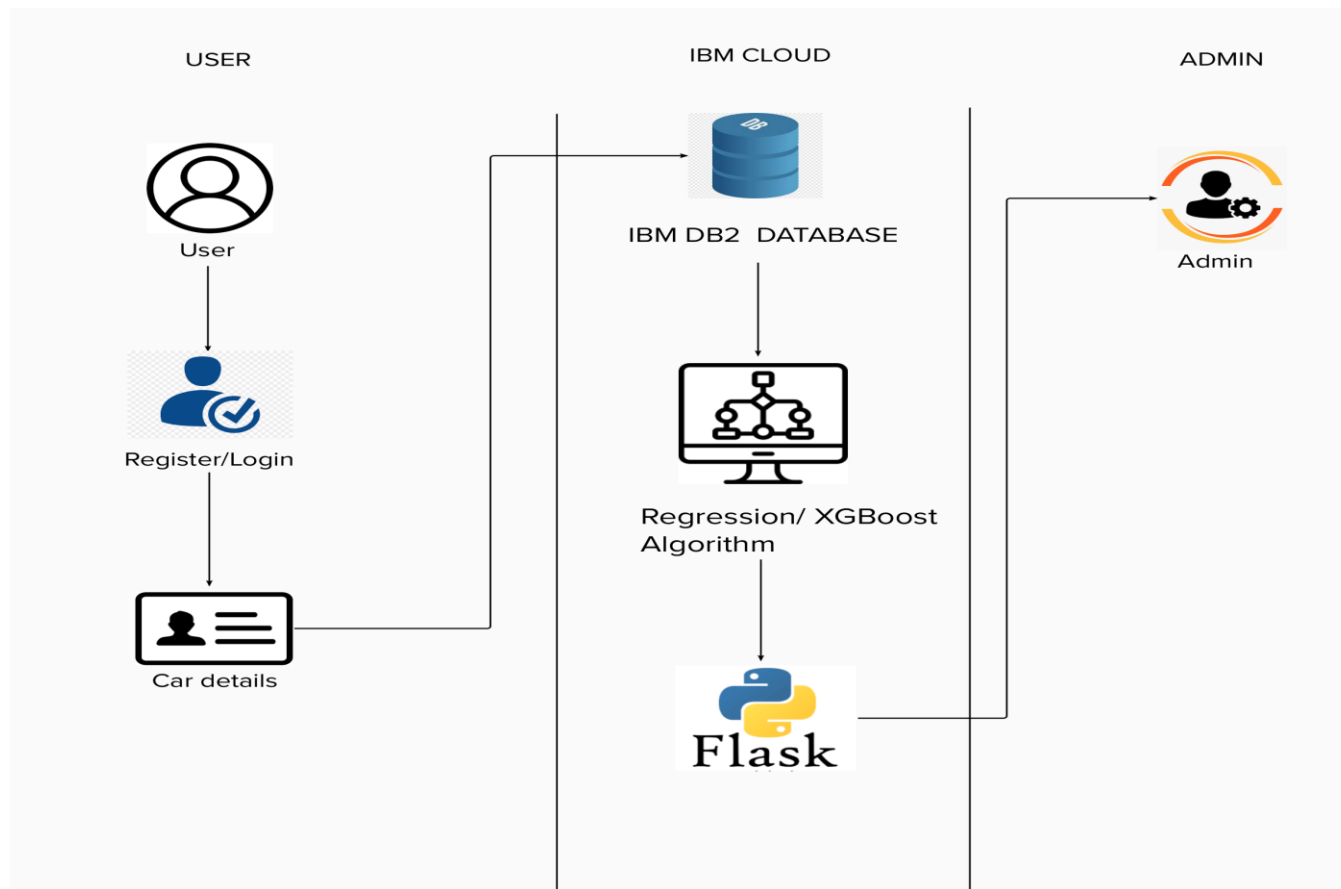 USER
IBM CLOUD
ADMIN
DB
User
IBM DB2 DATABASE
Admin
Register/Login
Regression/ XGBoost
Algorithm
Car details
Flask